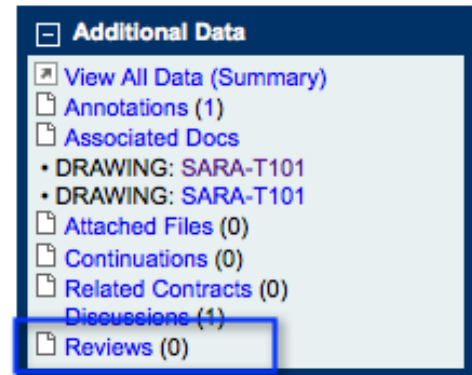 Additional Data
View All Data (Summary)
Annotations (1)
Associated Docs
• DRAWING: SARA-T101
• DRAWING: SARA-T101
Attached Files (0)
Continuations (0)
Related Contracts (0)
Discussions (1)
Reviews (0)